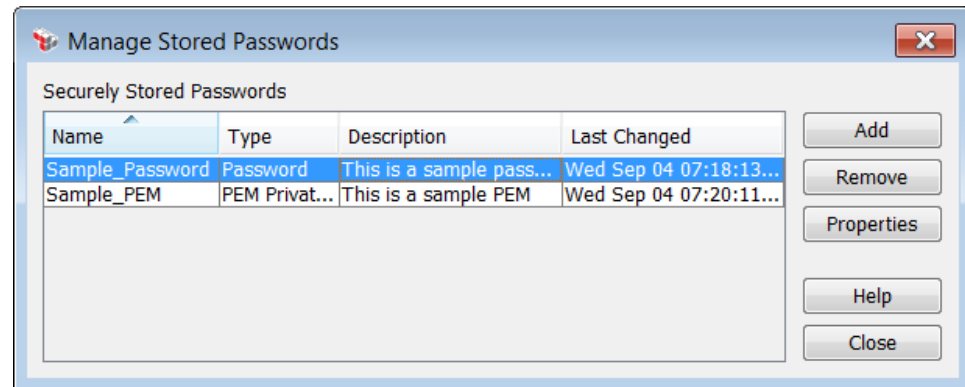 Manage Stored Passwords
Securely Stored Passwords
Name Type Description Last Changed
Sample_Password Password This is a sample pass... Wed Sep 04 07:18:13...
Sample_PEM PEM Privat... This is a sample PEM Wed Sep 04 07:20:11...
Add
Remove
Properties
Help
Close